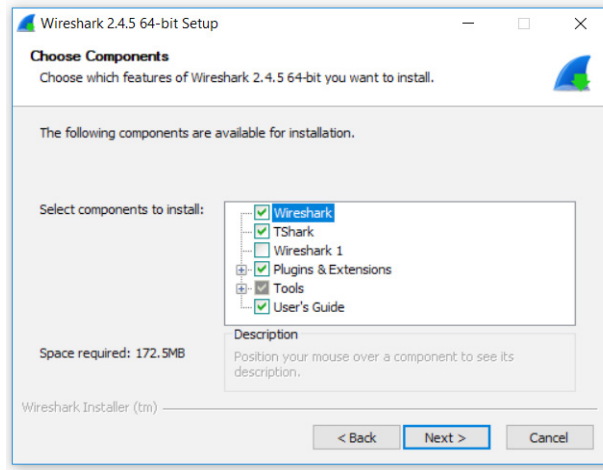 Wireshark 2.4.5 64-bit Setup
Choose Components
Choose which features of Wireshark 2.4.5 64-bit you want to install.
The following components are available for installation.
Select components to install:
Wireshark
TShark
Wireshark 1
Plugins & Extensions
Tools
User's Guide
Space required: 172.5MB
Description
Position your mouse over a component to see its
description.
Wireshark Installer (tm)
< Back
Next >
Cancel